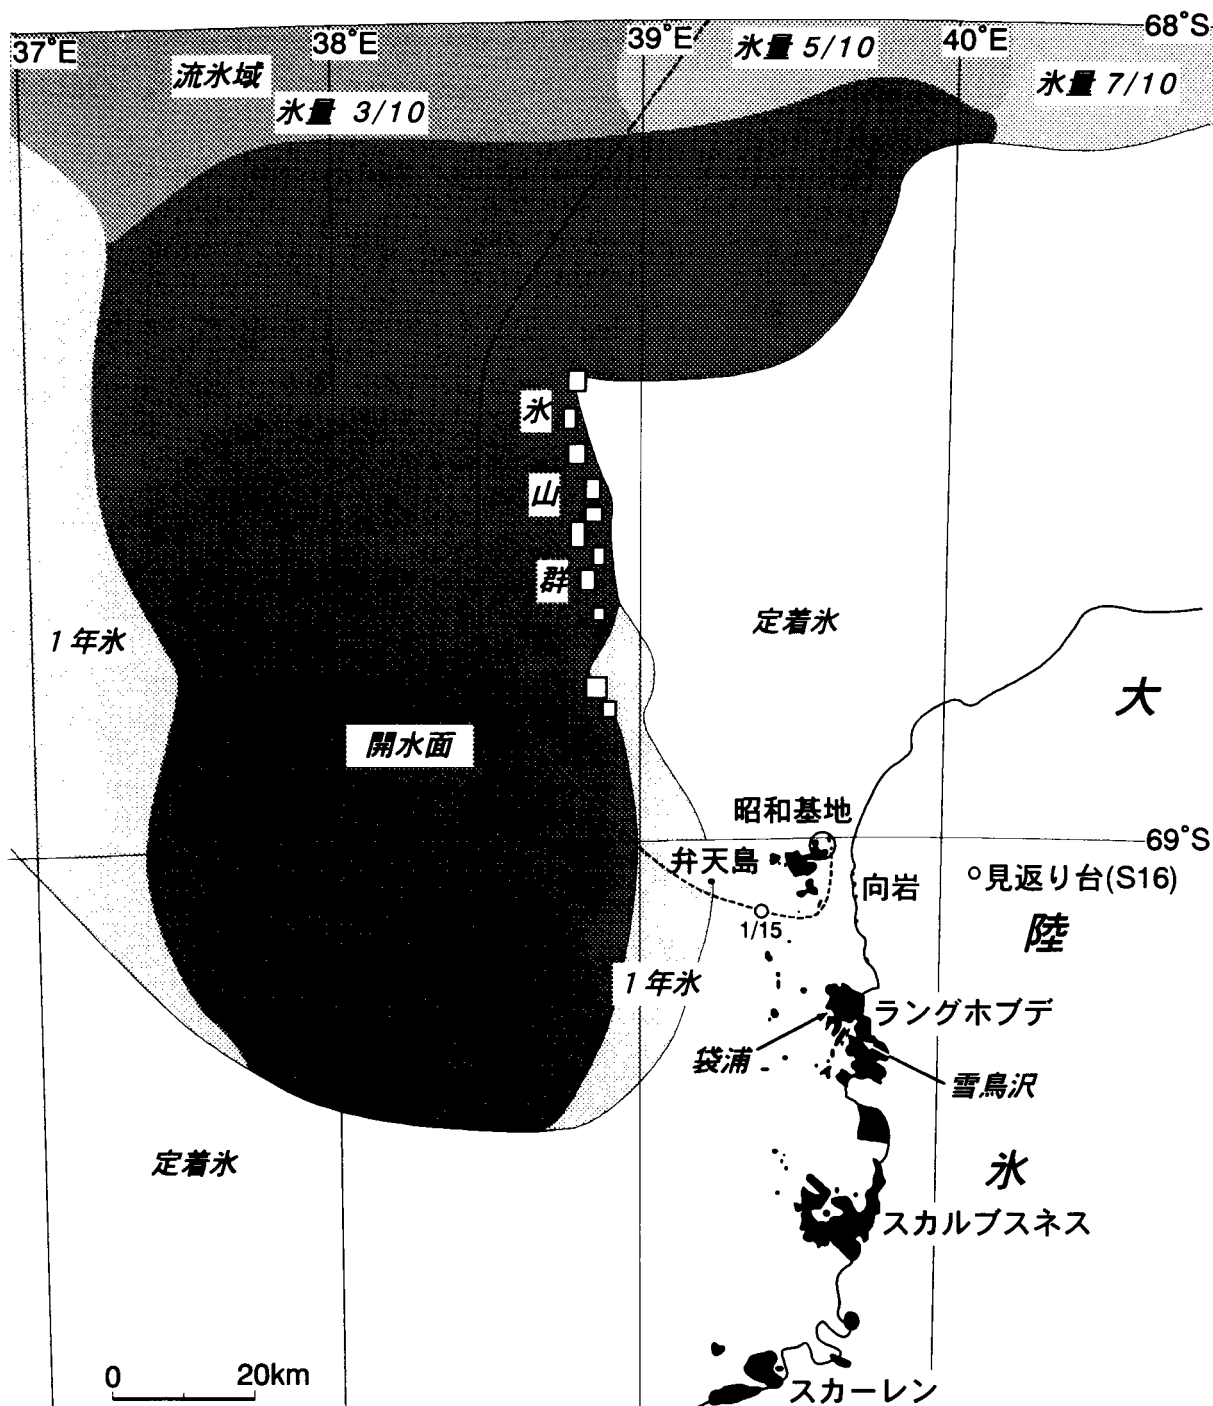 37°E
38°E
39°E
40°E
68°S
流氷域
氷量 3/10
氷量 5/10
氷量 7/10
氷
山
群
1年氷
定着氷
開水面
大
昭和基地
69°S
弁天島
向岩
見返り台(S16)
1/15
陸
1年氷
ラングホブデ
袋浦
雪鳥沢
定着氷
氷
スカルブスネス
0 20km
スカーレン